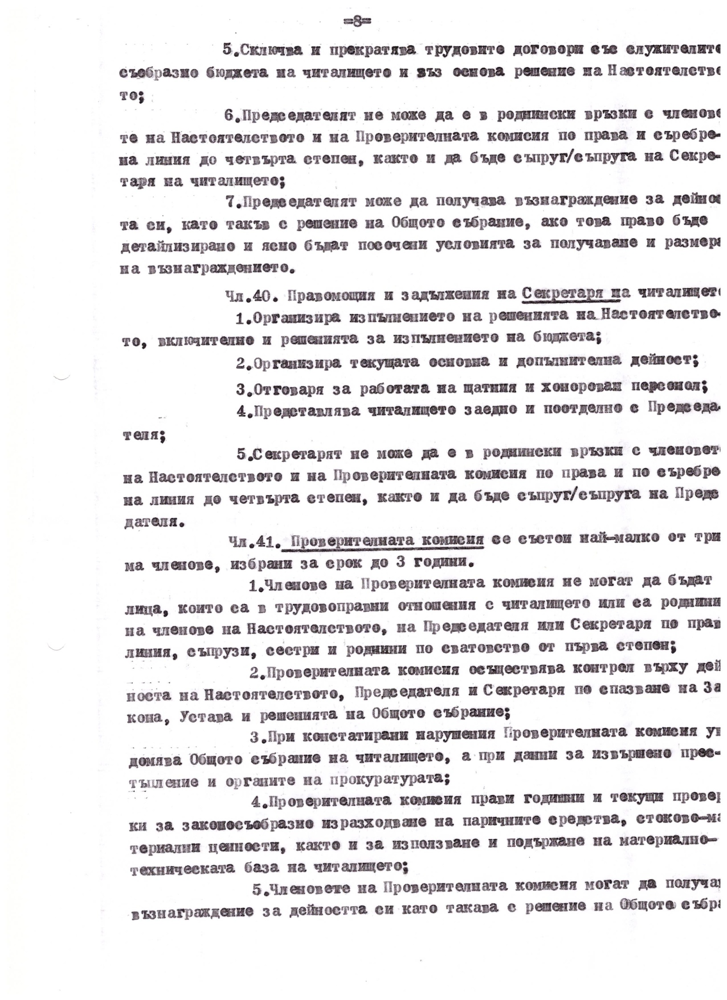 =8=
5.Сключва и прекратява трудовите договори със служителите
съобразно бюджета на читалището и въз основа решение на Настоятелство
то;
6.Председателят не може да е в роднински връзки с членове
те на Настоятелството и на Проверителната комисия по права и съребре-
на линия до четвърта степен, както и да бъде съпруг/съпруга на Секре-
таря на читалището;
7.Председателят може да получава възнаграждение за дейнос
та си, като такъв с решение на Общото събрание, ако това право бъде
детайлизирано и ясно бъдат посочени условията за получаване и размера
на възнаграждението.
Чл.40. Правомощия и задължения на Секретаря на читалището
1.Организира изпълнението на решенията на Настоятелство-
то, включително и решенията за изпълнението на бюджета;
2.Организира текущата основна и допълнителна дейност;
3.Отговаря за работата на щатния и хонорован персонал;
4.Представлява читалището заедно и поотделно с Председа-
теля;
5.Секретарят не може да е в роднински връзки с членовет
на Настоятелството и на Проверителната комисия по права и по съребре-
на линия до четвърта степен, както и да бъде съпруг/съпруга на Предс
дателя.
Чл.41. Проверителната комисия се състои най-малко от три
ма членове, избрани за срок до 3 години.
1.Членове на Проверителната комисия не могат да бъдат
лица, които са в трудовоправни отношения с читалището или са роднини
на членове на Настоятелството, на Председателя или Секретаря по прав
линия, съпрузи, сестри и роднини по сватовство от първа степен;
2.Проверителната комисия осъществява контрол върху дей
носта на Настоятелството, Председателя и Секретаря по спазване на За
кона, Устава и решенията на Общото събрание;
3.При констатирани нарушения Проверителната комисия ув
домява Общото събрание на читалището, а при данни за извършено прес-
тъпление и органите на прокуратурата;
4.Проверителната комисия прави годишни и текущи провер
ки за законосъобразно изразходване на паричните средства, стоково-ма
териални ценности, както и за използване и подържане на материално-
техническата база на читалището;
5.Членовете на Проверителната комисия могат да получав
възнаграждение за дейността си като такава с решение на Общото събра